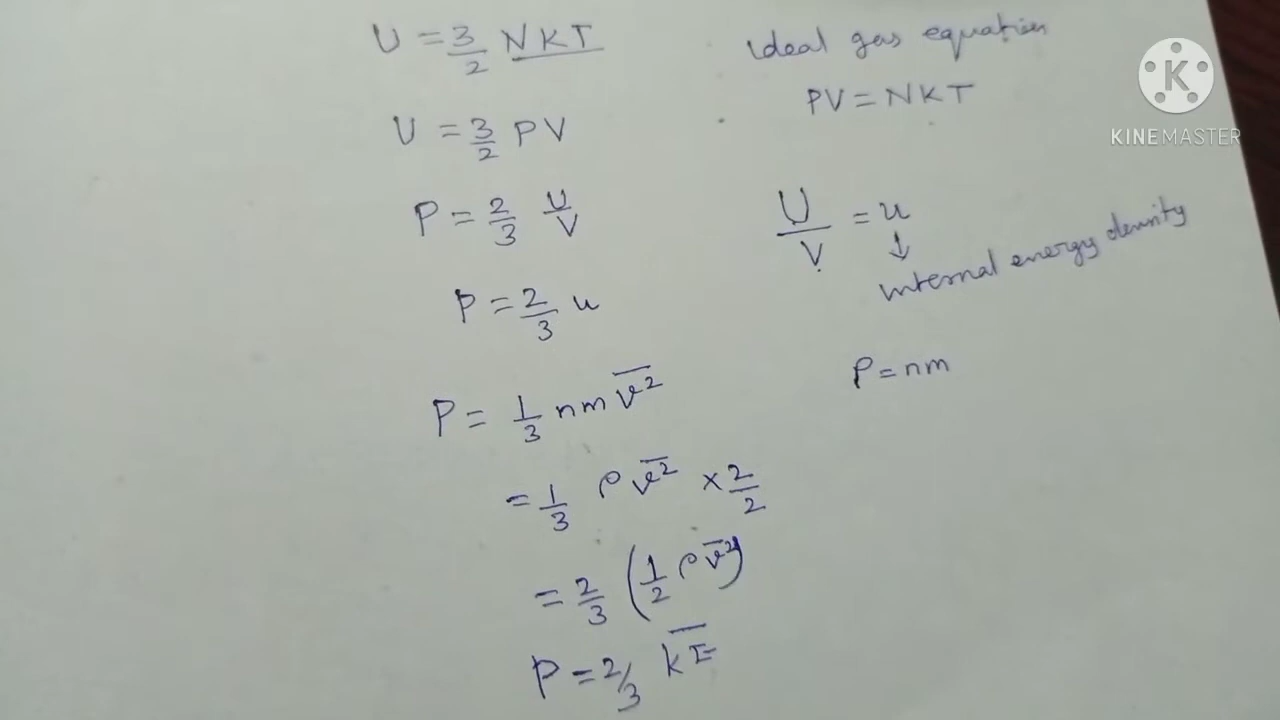 U = 3/2 NKT
ideal gas equation
PV = NKT
K
KINEMASTER
U = 3/2 PV
P = 2/3 U/V
U/V = u
↓
internal energy density
P = 2/3 u
ρ = nm
P = 1/3 nm v̅²
= 1/3 ρ v̅² × 2/2
= 2/3 (1/2 ρ v̅²)
P = 2/3 K̅E̅